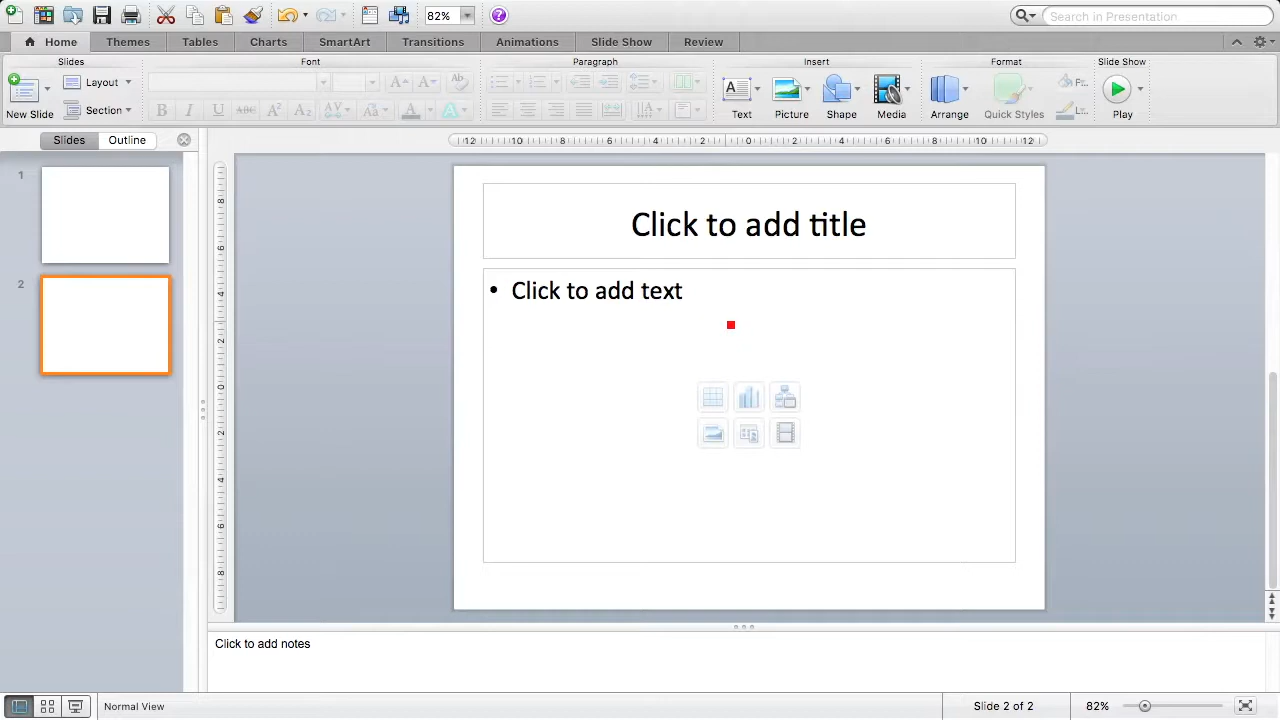 82%
Search in Presentation
Home Themes Tables Charts SmartArt Transitions Animations Slide Show Review
Slides Font Paragraph Insert Format Slide Show
Layout
Section
New Slide
Text Picture Shape Media Arrange Quick Styles Play
Slides Outline
1
2
Click to add title
• Click to add text
Click to add notes
Normal View Slide 2 of 2 82%